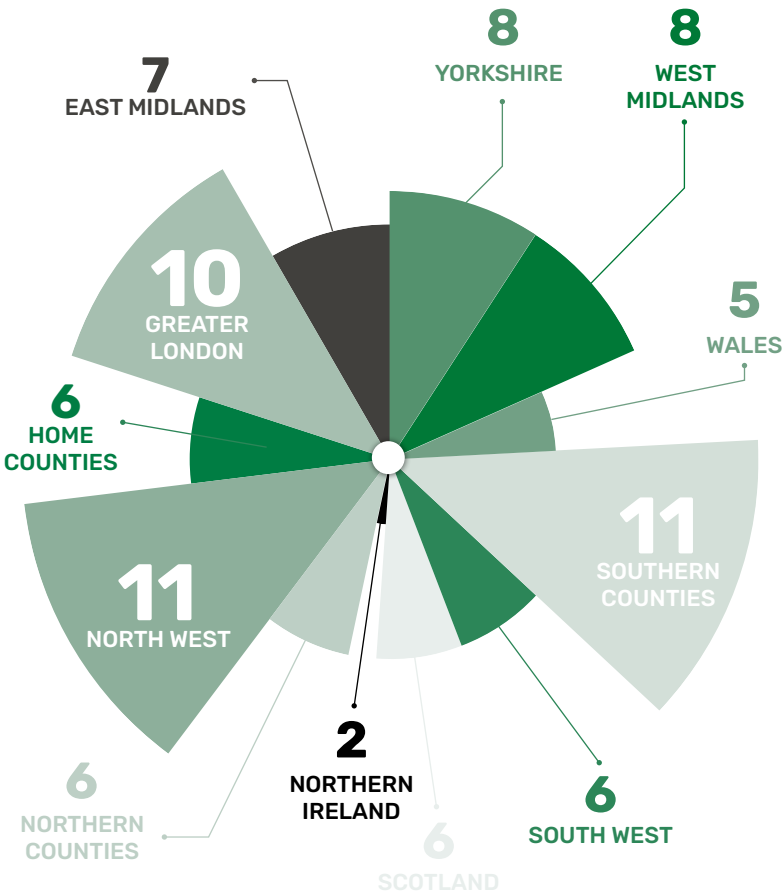 8
YORKSHIRE
8
WEST
MIDLANDS
7
EAST MIDLANDS
10
GREATER
LONDON
5
WALES
6
HOME
COUNTIES
11
SOUTHERN
COUNTIES
11
NORTH WEST
2
NORTHERN
IRELAND
6
NORTHERN
COUNTIES
6
SOUTH WEST
6
SCOTLAND